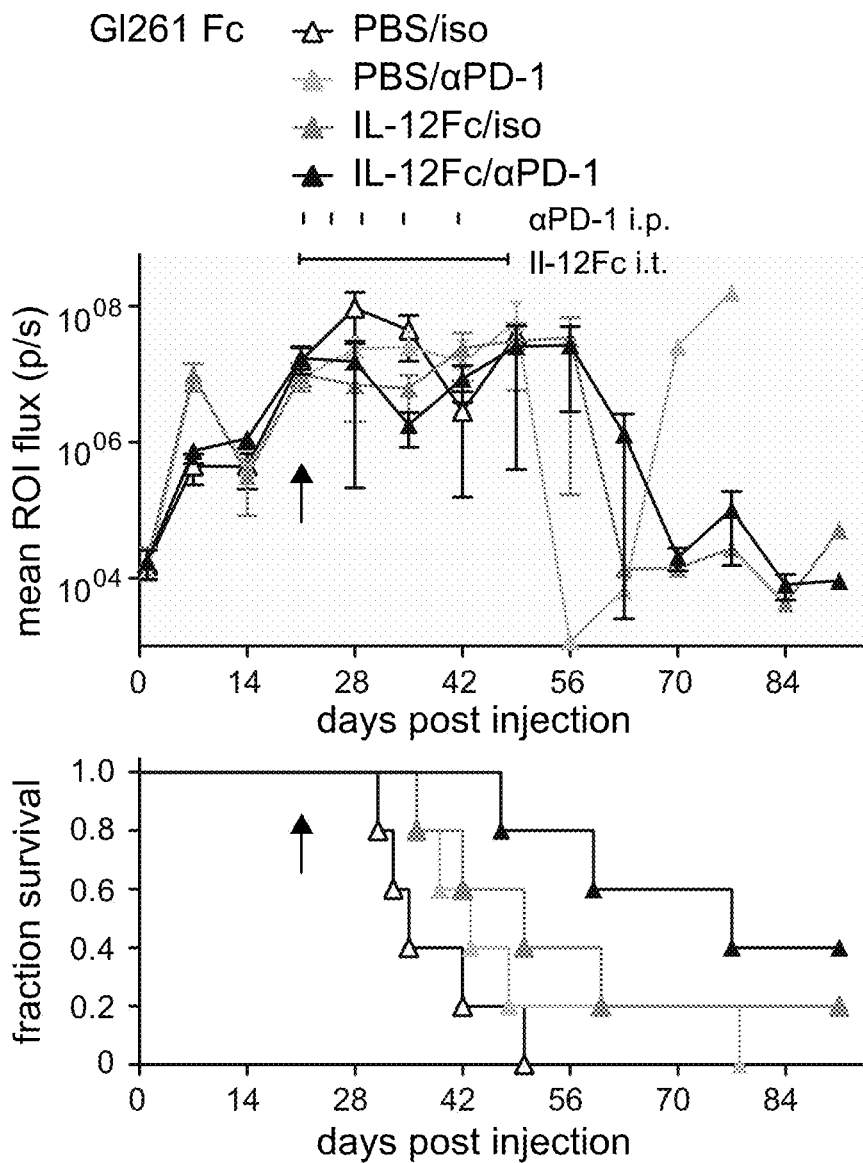 Gl261 Fc
PBS/iso
PBS/αPD-1
IL-12Fc/iso
IL-12Fc/αPD-1
αPD-1 i.p.
Il-12Fc i.t.
mean ROI flux (p/s)
10^08
10^06
10^04
0 14 28 42 56 70 84
days post injection
fraction survival
1.0
0.8
0.6
0.4
0.2
0
0 14 28 42 56 70 84
days post injection